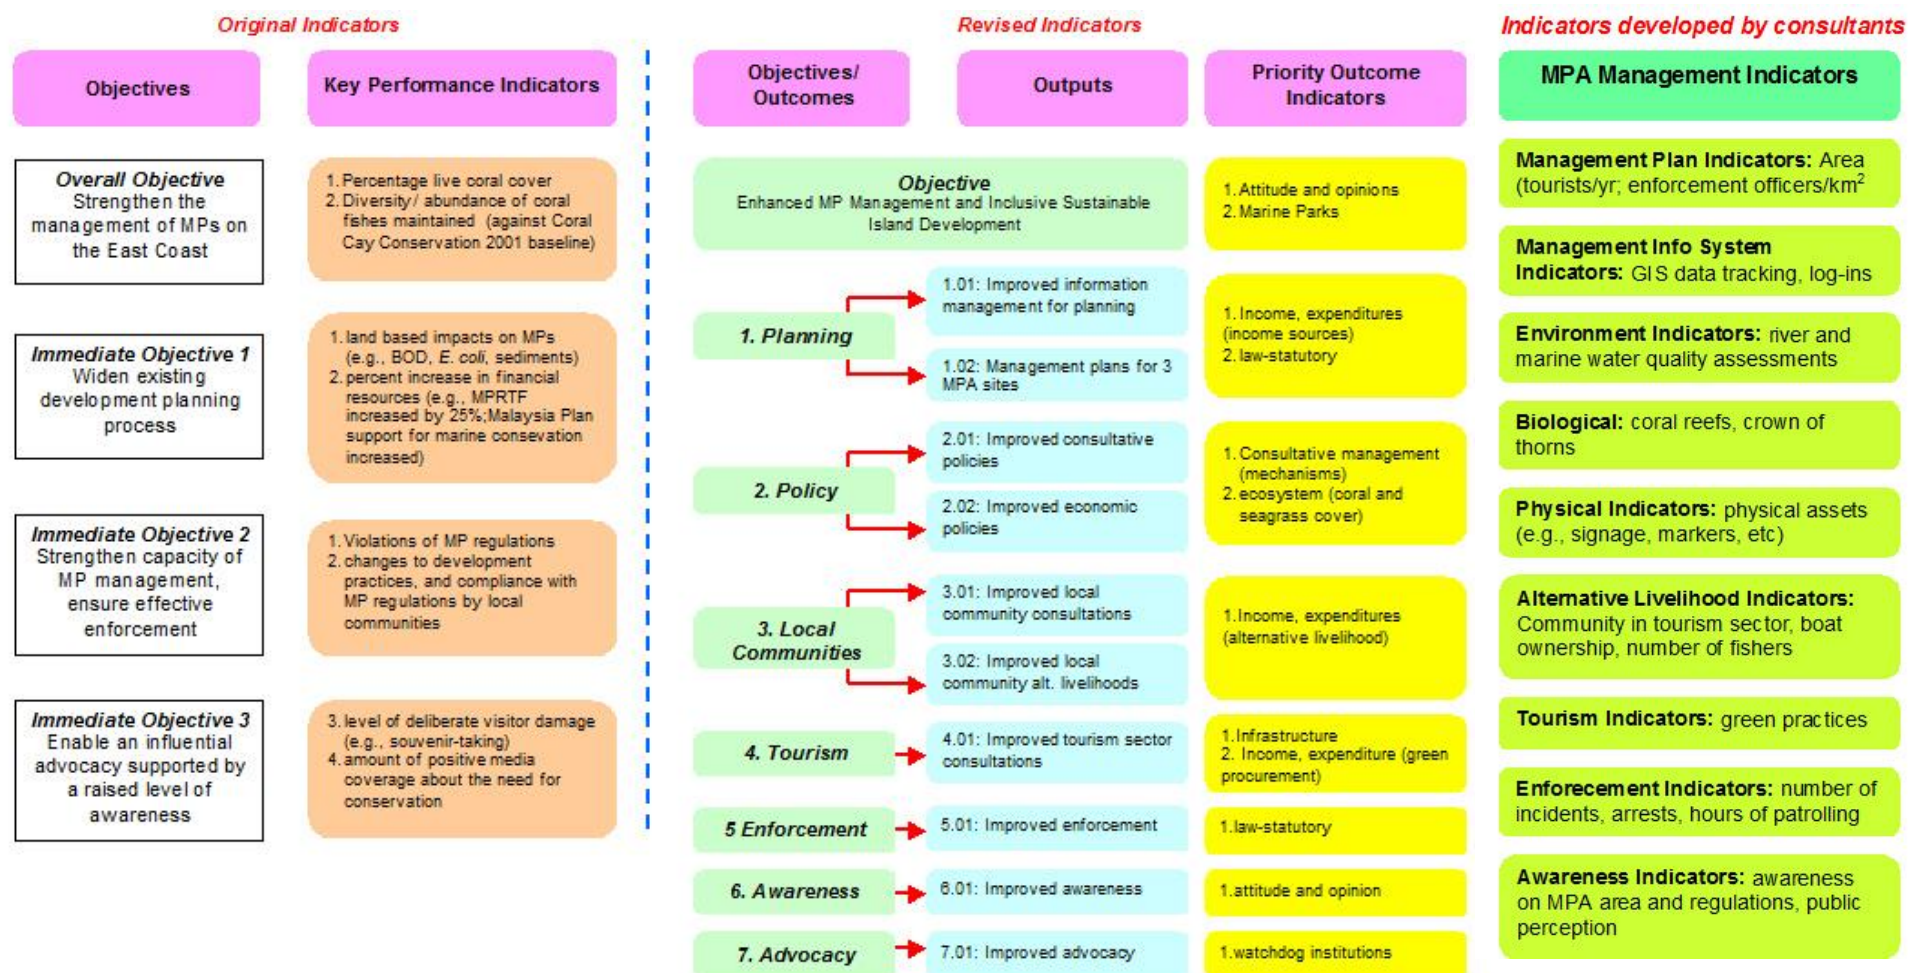 Original Indicators
Objectives
Key Performance Indicators
Overall Objective
Strengthen the
management of MPs on
the East Coast
1. Percentage live coral cover
2. Diversity / abundance of coral
fishes maintained (against Coral
Cay Conservation 2001 baseline)
Immediate Objective 1
Widen existing
development planning
process
1. land based impacts on MPs
(e.g., BOD, E. coli, sediments)
2. percent increase in financial
resources (e.g., MPRTF
increased by 25%;Malaysia Plan
support for marine consevation
increased)
Immediate Objective 2
Strengthen capacity of
MP management,
ensure effective
enforcement
1. Violations of MP regulations
2. changes to development
practices, and compliance with
MP regulations by local
communities
Immediate Objective 3
Enable an influential
advocacy supported by
a raised level of
awareness
3. level of deliberate visitor damage
(e.g., souvenir-taking)
4. amount of positive media
coverage about the need for
conservation
Revised Indicators
Objectives/
Outcomes
Outputs
Priority Outcome
Indicators
Objective
Enhanced MP Management and Inclusive Sustainable
Island Development
1. Attitude and opinions
2. Marine Parks
1. Planning
1.01: Improved information
management for planning
1.02: Management plans for 3
MPA sites
1. Income, expenditures
(income sources)
2. law-statutory
2. Policy
2.01: Improved consultative
policies
2.02: Improved economic
policies
1. Consultative management
(mechanisms)
2. ecosystem (coral and
seagrass cover)
3. Local
Communities
3.01: Improved local
community consultations
3.02: Improved local
community alt. livelihoods
1. Income, expenditures
(alternative livelihood)
4. Tourism
4.01: Improved tourism sector
consultations
1. Infrastructure
2. Income, expenditure (green
procurement)
5 Enforcement
5.01: Improved enforcement
1. law-statutory
6. Awareness
6.01: Improved awareness
1. attitude and opinion
7. Advocacy
7.01: Improved advocacy
1. watchdog institutions
Indicators developed by consultants
MPA Management Indicators
Management Plan Indicators: Area
(tourists/yr; enforcement officers/km²
Management Info System
Indicators: GIS data tracking, log-ins
Environment Indicators: river and
marine water quality assessments
Biological: coral reefs, crown of
thorns
Physical Indicators: physical assets
(e.g., signage, markers, etc)
Alternative Livelihood Indicators:
Community in tourism sector, boat
ownership, number of fishers
Tourism Indicators: green practices
Enforecement Indicators: number of
incidents, arrests, hours of patrolling
Awareness Indicators: awareness
on MPA area and regulations, public
perception